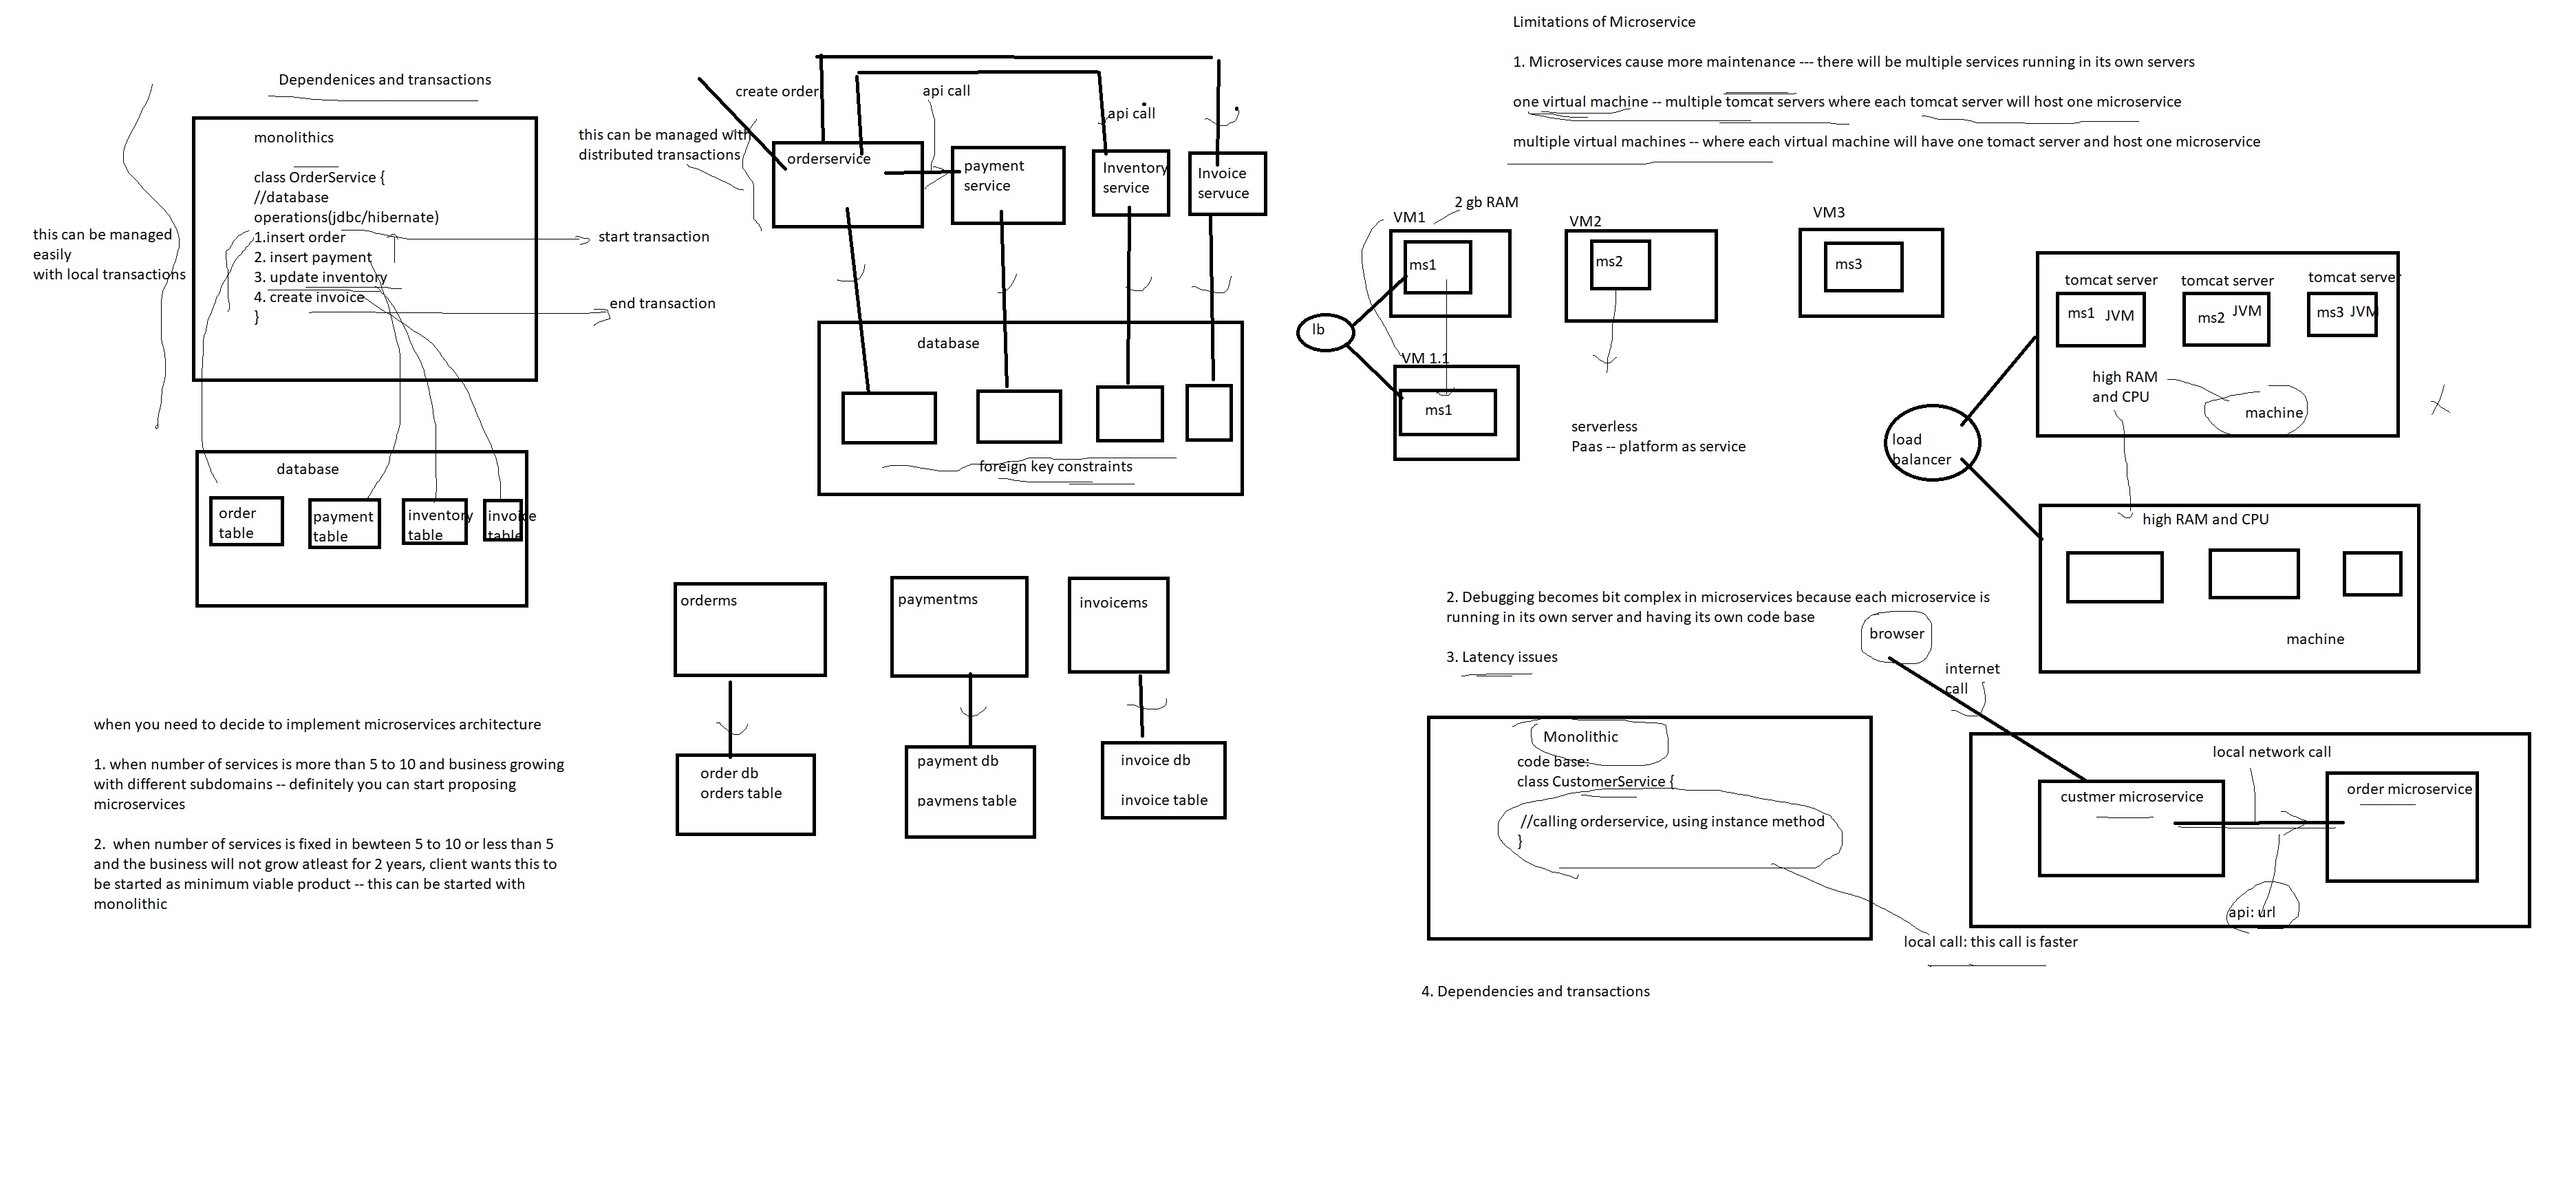 Dependenices and transactions
monolithics
class OrderService {
//database
operations(jdbc/hibernate)
1.insert order
2. insert payment
3. update inventory
4. create invoice
}
this can be managed
easily
with local transactions
start transaction
end transaction
database
order
table
payment
table
inventory
table
invoice
table
create order
api call
api call
this can be managed with
distributed transactions
orderservice
payment
service
Inventory
service
Invoice
servuce
database
foreign key constraints
orderms
paymentms
invoicems
order db
orders table
payment db
paymens table
invoice db
invoice table
when you need to decide to implement microservices architecture
1. when number of services is more than 5 to 10 and business growing
with different subdomains -- definitely you can start proposing
microservices
2.  when number of services is fixed in bewteen 5 to 10 or less than 5
and the business will not grow atleast for 2 years, client wants this to
be started as minimum viable product -- this can be started with
monolithic
Limitations of Microservice
1. Microservices cause more maintenance --- there will be multiple services running in its own servers
one virtual machine -- multiple tomcat servers where each tomcat server will host one microservice
multiple virtual machines -- where each virtual machine will have one tomact server and host one microservice
VM1
2 gb RAM
VM2
VM3
ms1
ms2
ms3
lb
VM 1.1
ms1
serverless
Paas -- platform as service
tomcat server
tomcat server
tomcat server
ms1 JVM
ms2 JVM
ms3 JVM
high RAM
and CPU
machine
load
balancer
high RAM and CPU
machine
2. Debugging becomes bit complex in microservices because each microservice is
running in its own server and having its own code base
3. Latency issues
browser
internet
call
Monolithic
code base:
class CustomerService {
//calling orderservice, using instance method
}
local network call
custmer microservice
order microservice
api: url
local call: this call is faster
4. Dependencies and transactions